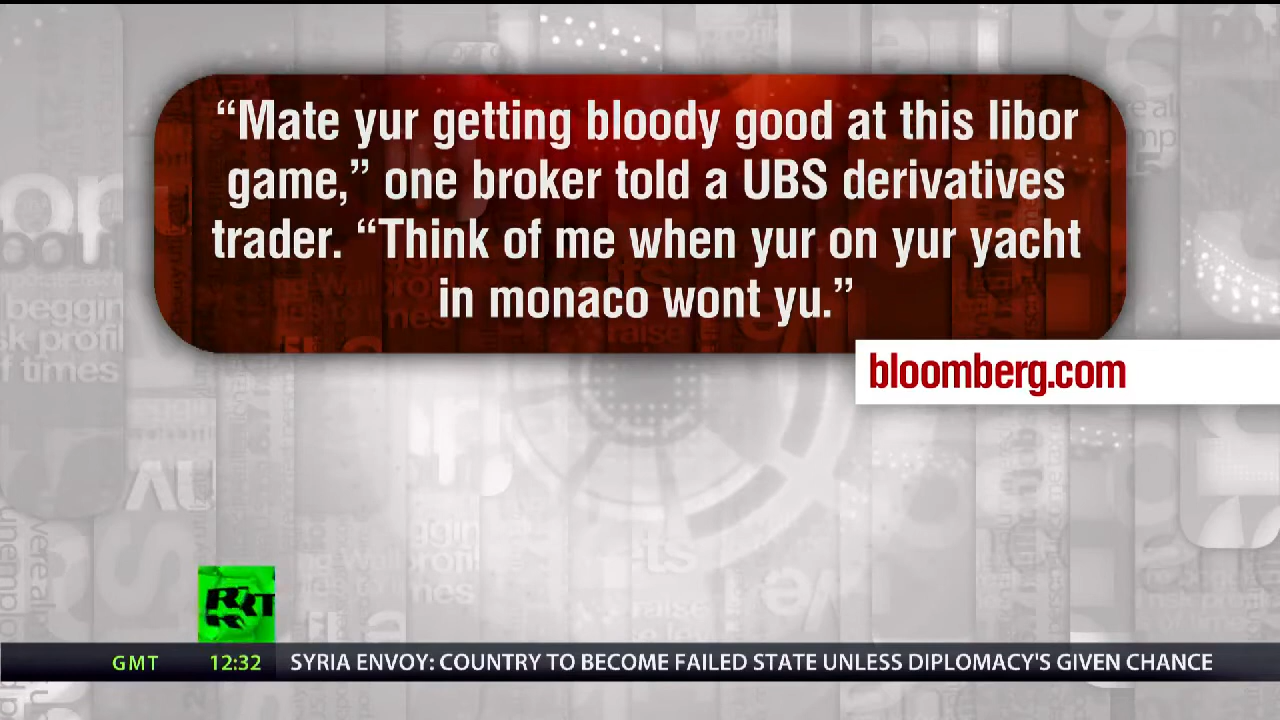 “Mate yur getting bloody good at this libor
game,” one broker told a UBS derivatives
trader. “Think of me when yur on yur yacht
in monaco wont yu.”
bloomberg.com
GMT 12:32 SYRIA ENVOY: COUNTRY TO BECOME FAILED STATE UNLESS DIPLOMACY'S GIVEN CHANCE